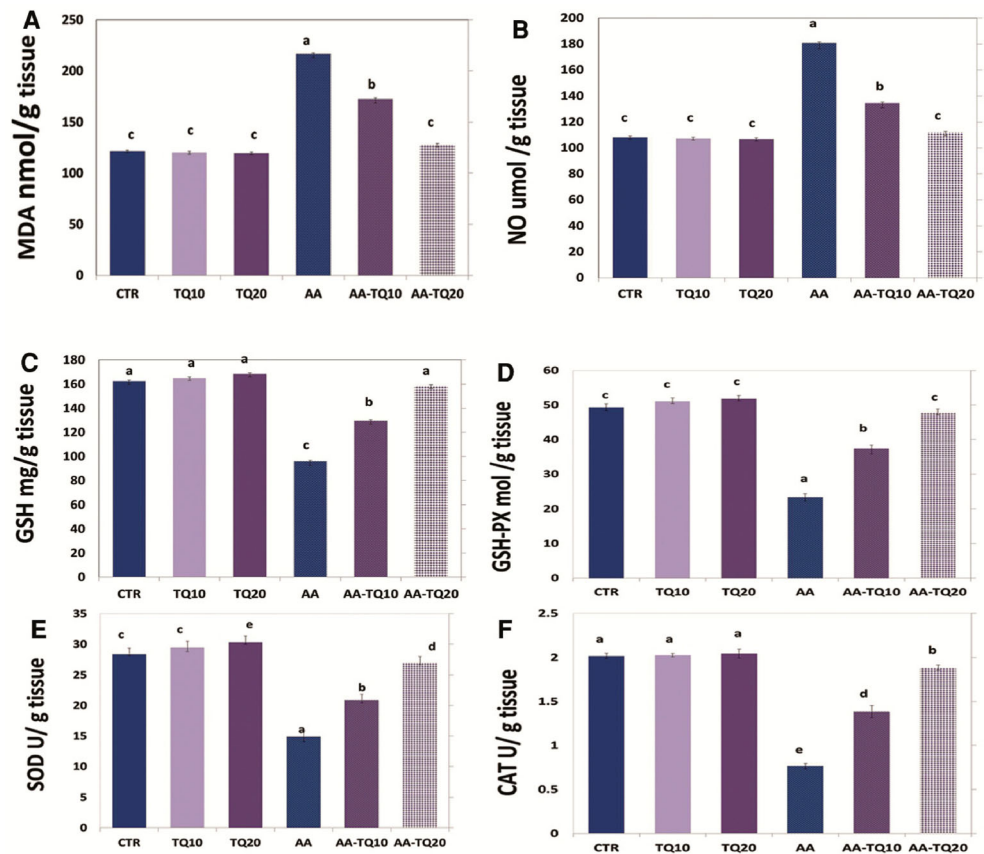 A
MDA nmol/g tissue
250
200
150
100
50
0
c
c
c
a
b
c
CTR TQ10 TQ20 AA AA-TQ10 AA-TQ20
B
NO umol /g tissue
200
180
160
140
120
100
80
60
40
20
0
c
c
c
a
b
c
CTR TQ10 TQ20 AA AA-TQ10 AA-TQ20
C
GSH mg/g tissue
180
160
140
120
100
80
60
40
20
0
a
a
a
c
b
a
CTR TQ10 TQ20 AA AA-TQ10 AA-TQ20
D
GSH-PX mol /g tissue
60
50
40
30
20
10
0
c
c
c
a
b
c
CTR TQ10 TQ20 AA AA-TQ10 AA-TQ20
E
SOD U/ g tissue
35
30
25
20
15
10
5
0
c
c
e
a
b
d
CTR TQ10 TQ20 AA AA-TQ10 AA-TQ20
F
CAT U/ g tissue
2.5
2
1.5
1
0.5
0
a
a
a
e
d
b
CTR TQ10 TQ20 AA AA-TQ10 AA-TQ20